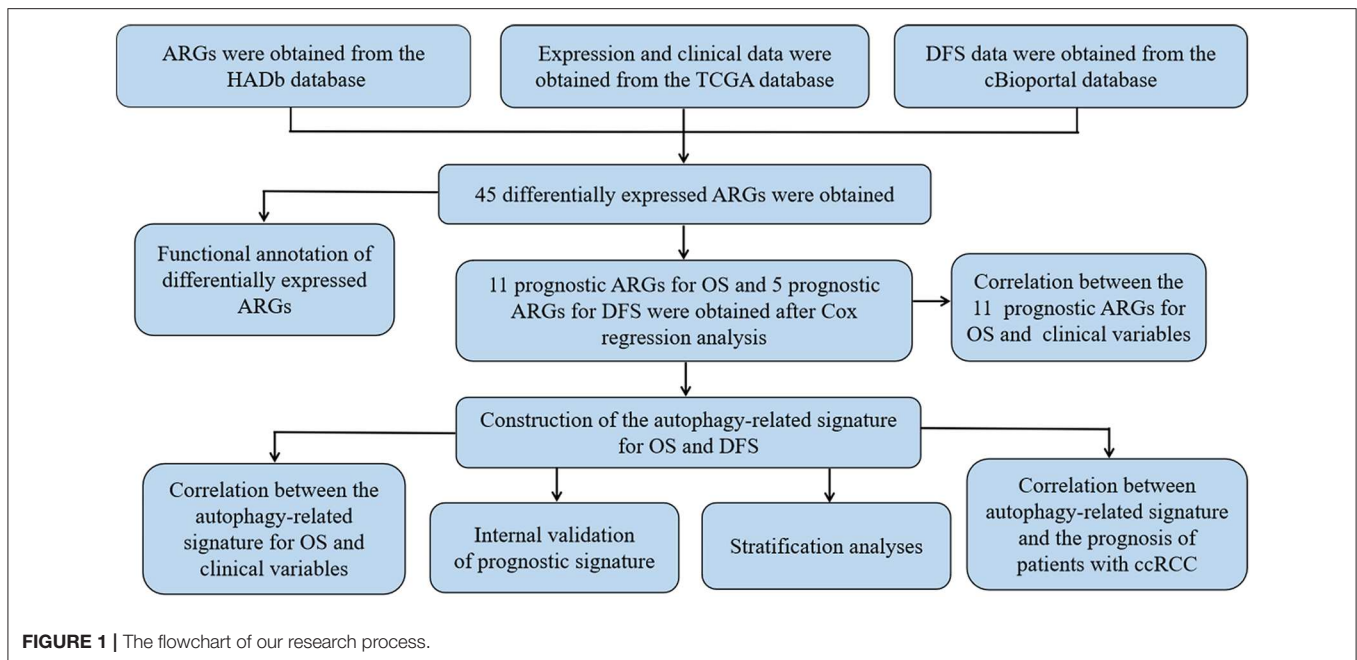 ARGs were obtained from the
HADb database
Expression and clinical data were
obtained from the TCGA database
DFS data were obtained from the
cBioportal database
45 differentially expressed ARGs were obtained
Functional annotation of
differentially expressed
ARGs
11 prognostic ARGs for OS and 5 prognostic
ARGs for DFS were obtained after Cox
regression analysis
Correlation between the
11 prognostic ARGs for
OS and clinical variables
Construction of the autophagy-related signature
for OS and DFS
Correlation between the
autophagy-related
signature for OS and
clinical variables
Internal validation
of prognostic signature
Stratification analyses
Correlation between
autophagy-related signature
and the prognosis of
patients with ccRCC
FIGURE 1 | The flowchart of our research process.